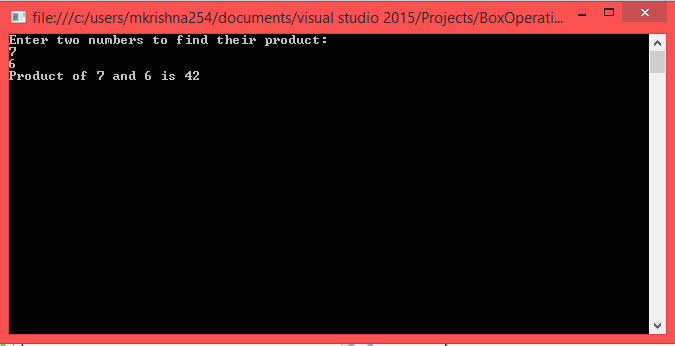 file:///c:/users/mkrishna254/documents/visual studio 2015/Projects/BoxOperati...
Enter two numbers to find their product:
7
6
Product of 7 and 6 is 42